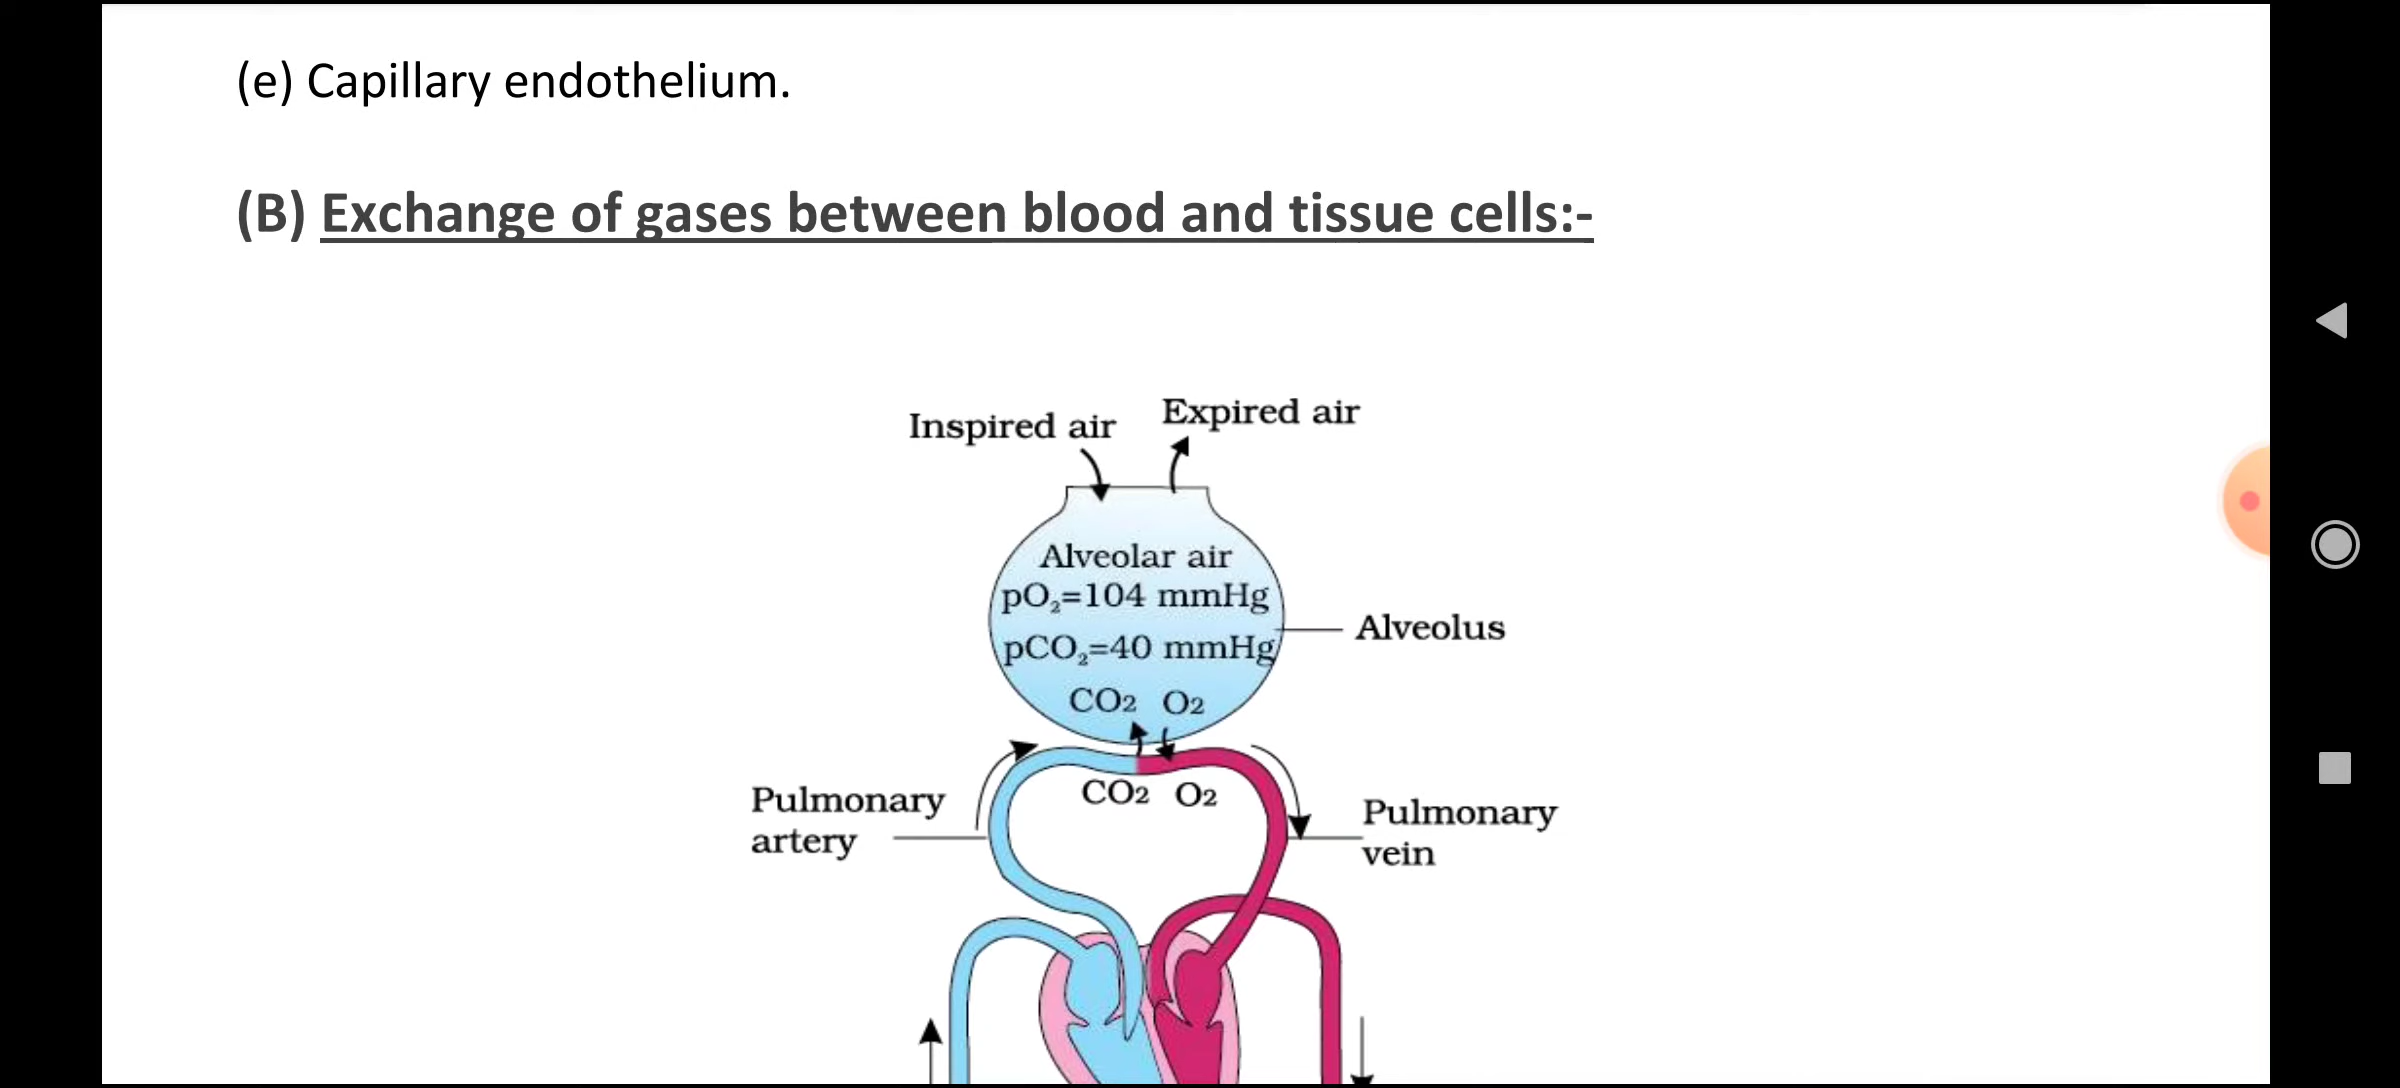 (e) Capillary endothelium.
(B) Exchange of gases between blood and tissue cells:-
Inspired air
Expired air
Alveolar air
pO₂=104 mmHg
pCO₂=40 mmHg
Alveolus
CO2 O2
CO2 O2
Pulmonary
artery
Pulmonary
vein